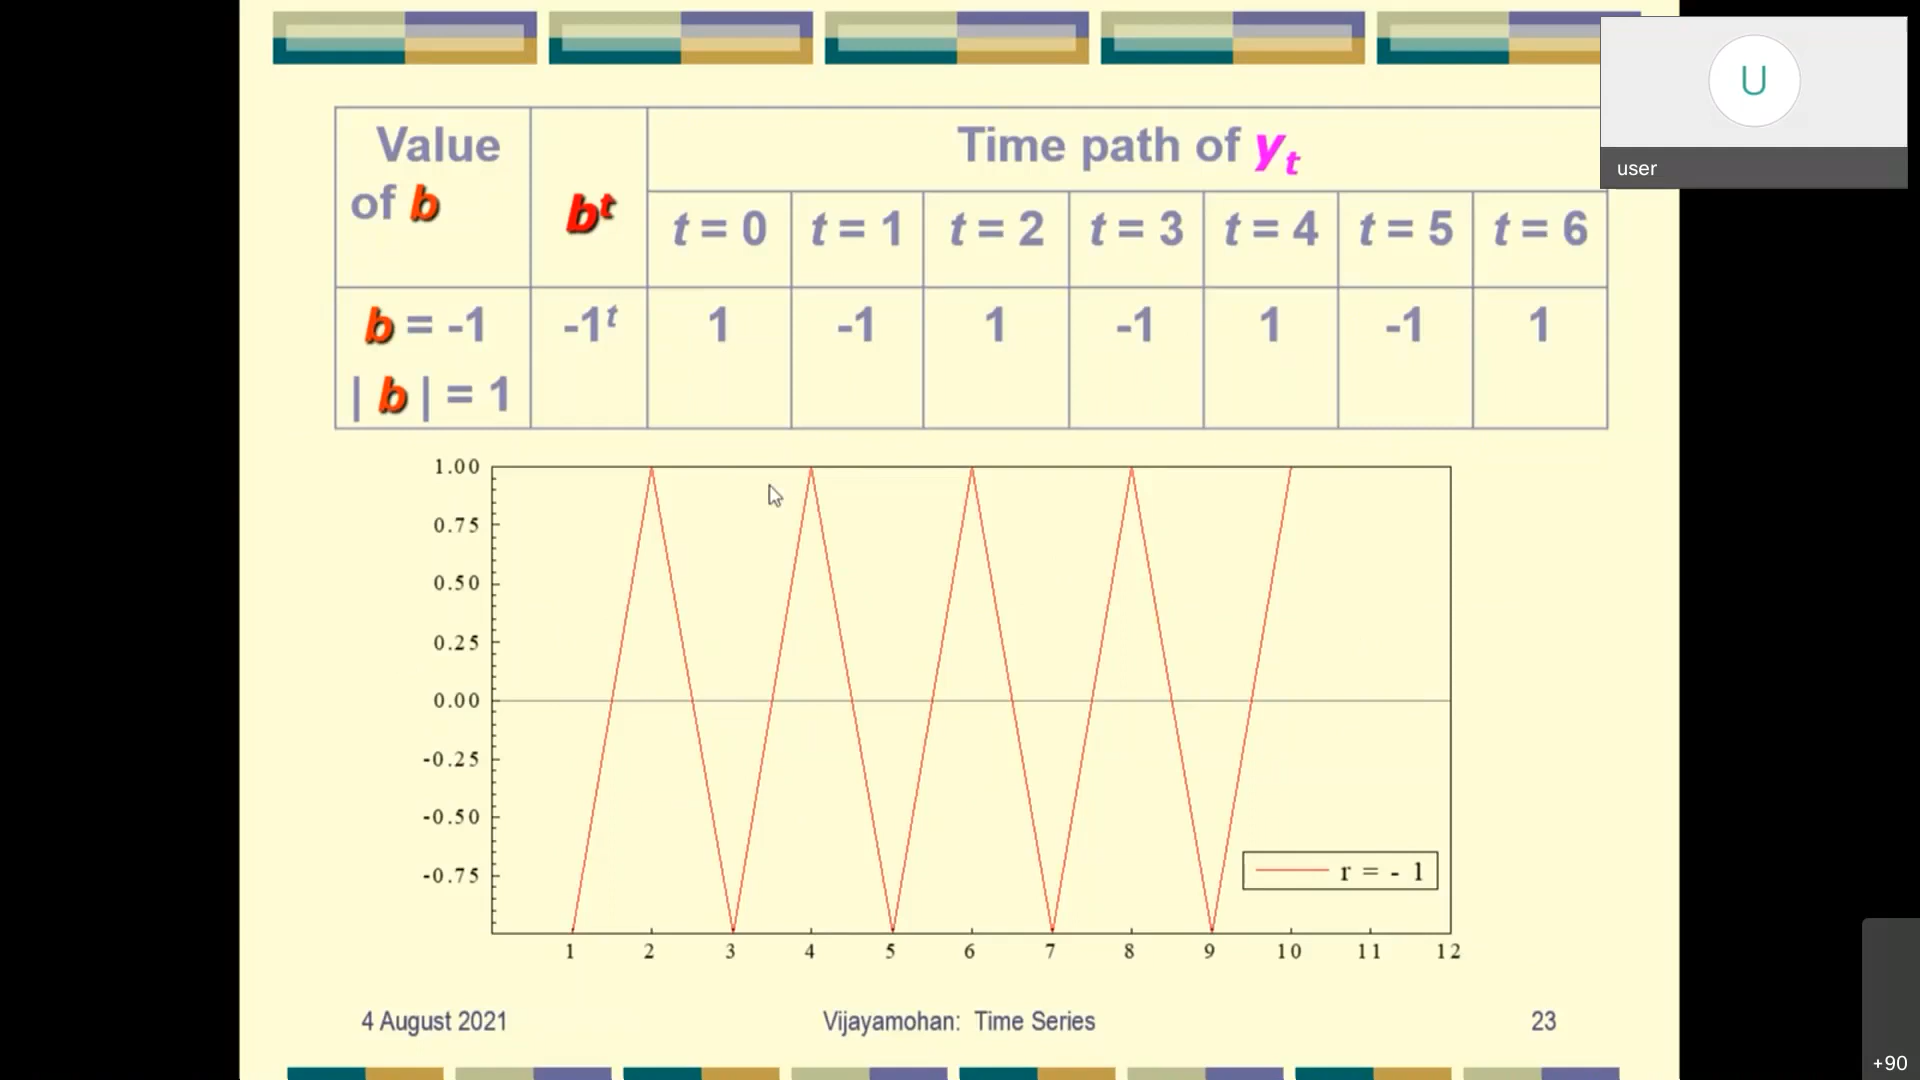 Value of b
bᵗ
Time path of yₜ
t = 0 t = 1 t = 2 t = 3 t = 4 t = 5 t = 6
b = -1 -1ᵗ 1 -1 1 -1 1 -1 1
| b | = 1
1.00
0.75
0.50
0.25
0.00
-0.25
-0.50
-0.75
r = - 1
1 2 3 4 5 6 7 8 9 10 11 12
4 August 2021 Vijayamohan: Time Series 23
U
user
+90